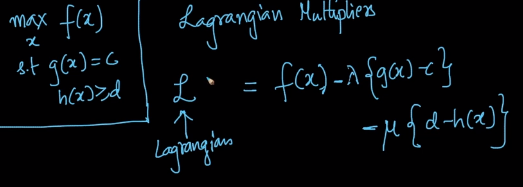 max f(x)
x
s.t g(x) = c
h(x) ≥ d
Lagrangian Multipliers
L = f(x) - λ{g(x) - c}
- μ{d - h(x)}
Lagrangian